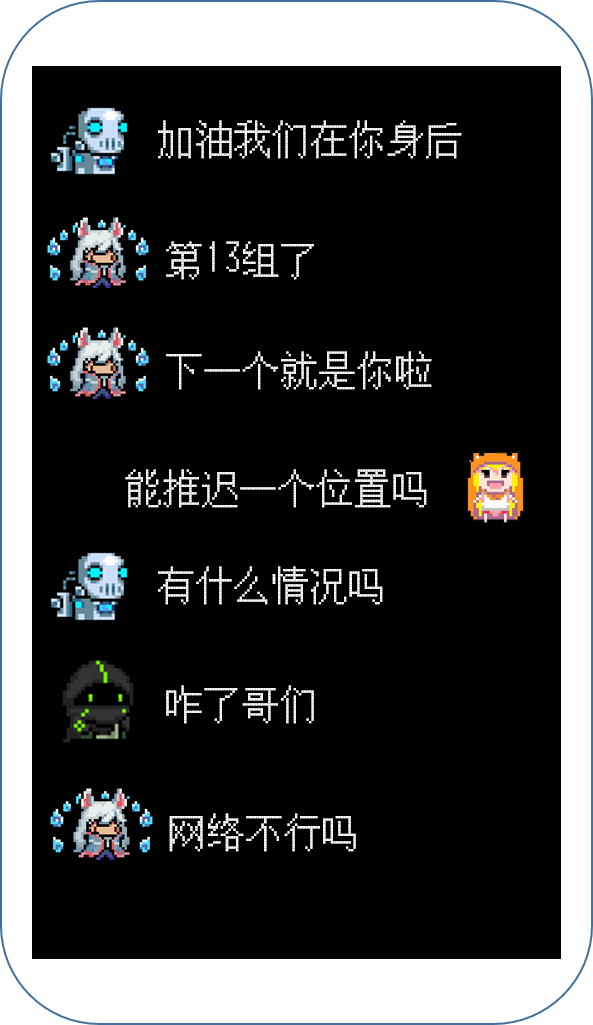 加油我们在你身后
第13组了
下一个就是你啦
能推迟一个位置吗
有什么情况吗
咋了哥们
网络不行吗